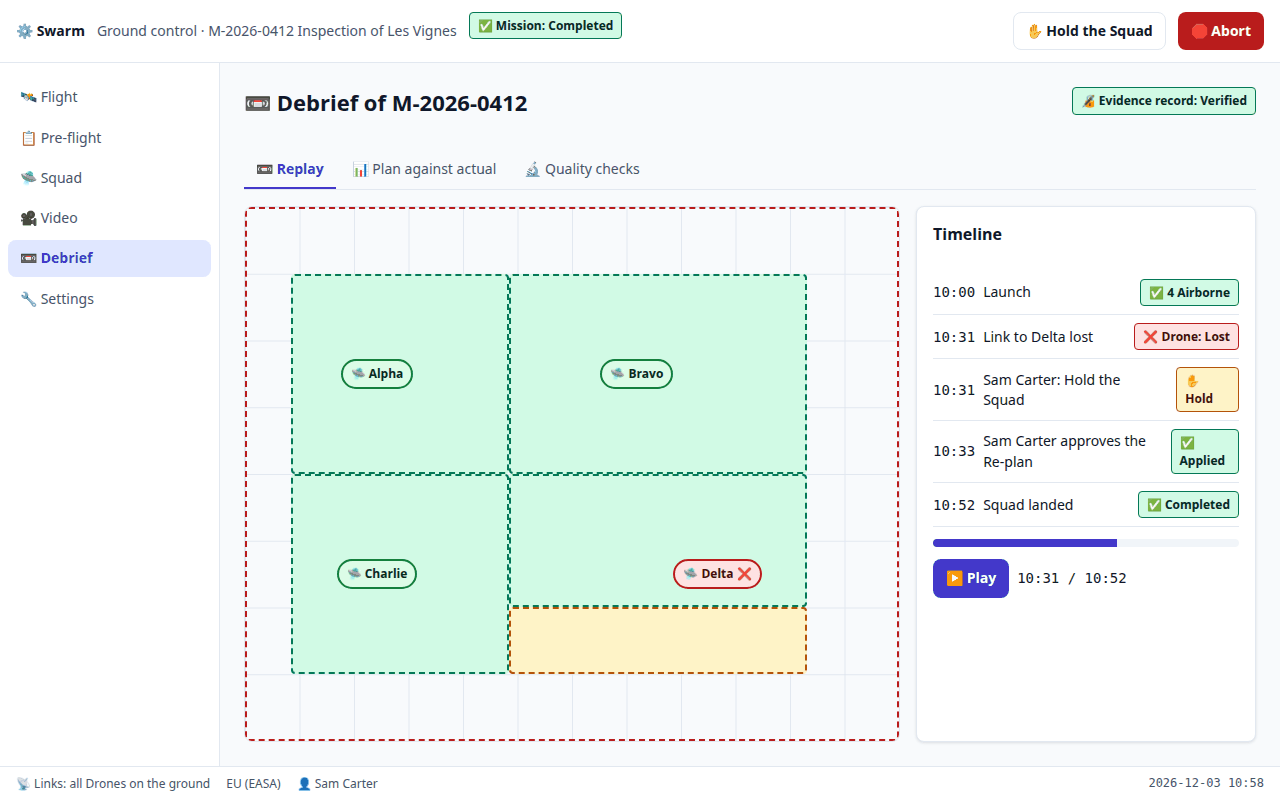 Swarm
Ground control · M-2026-0412 Inspection of Les Vignes
Mission: Completed
Hold the Squad
Abort
Flight
Pre-flight
Squad
Video
Debrief
Settings
Debrief of M-2026-0412
Evidence record: Verified
Replay
Plan against actual
Quality checks
Alpha
Bravo
Charlie
Delta
Timeline
10:00 Launch
4 Airborne
10:31 Link to Delta lost
Drone: Lost
10:31 Sam Carter: Hold the
Squad
Hold
10:33 Sam Carter approves the
Re-plan
Applied
10:52 Squad landed
Completed
Play
10:31 / 10:52
Links: all Drones on the ground
EU (EASA)
Sam Carter
2026-12-03 10:58